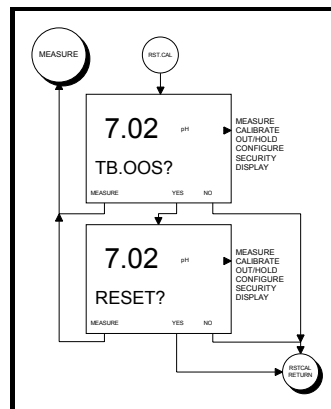 MEASURE
RST.CAL
7.02 pH
TB.OOS?
MEASURE YES NO
MEASURE
CALIBRATE
OUT/HOLD
CONFIGURE
SECURITY
DISPLAY
7.02 pH
RESET?
MEASURE YES NO
MEASURE
CALIBRATE
OUT/HOLD
CONFIGURE
SECURITY
DISPLAY
RSTCAL
RETURN